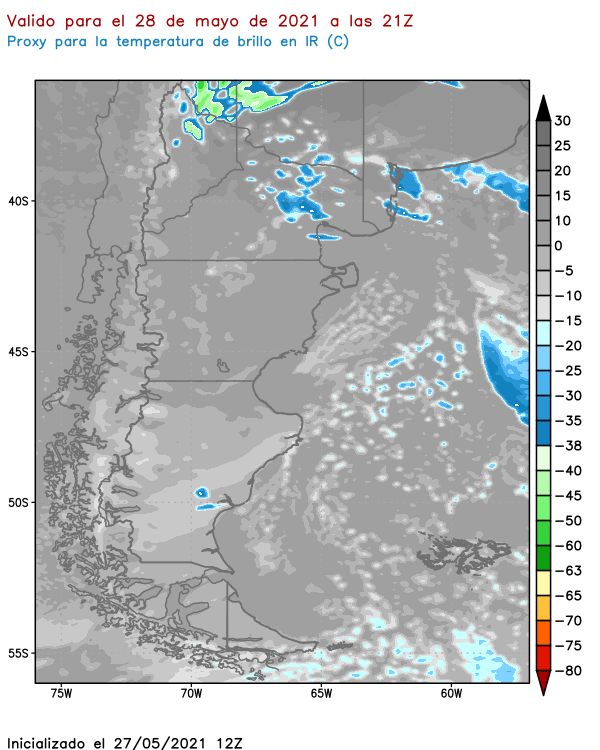 Valido para el 28 de mayo de 2021 a las 21Z
Proxy para la temperatura de brillo en IR (C)
40S
45S
50S
55S
75W 70W 65W 60W
30
25
20
15
10
0
−5
−10
−15
−20
−25
−30
−35
−38
−40
−45
−50
−60
−63
−65
−70
−75
−80
Inicializado el 27/05/2021 12Z